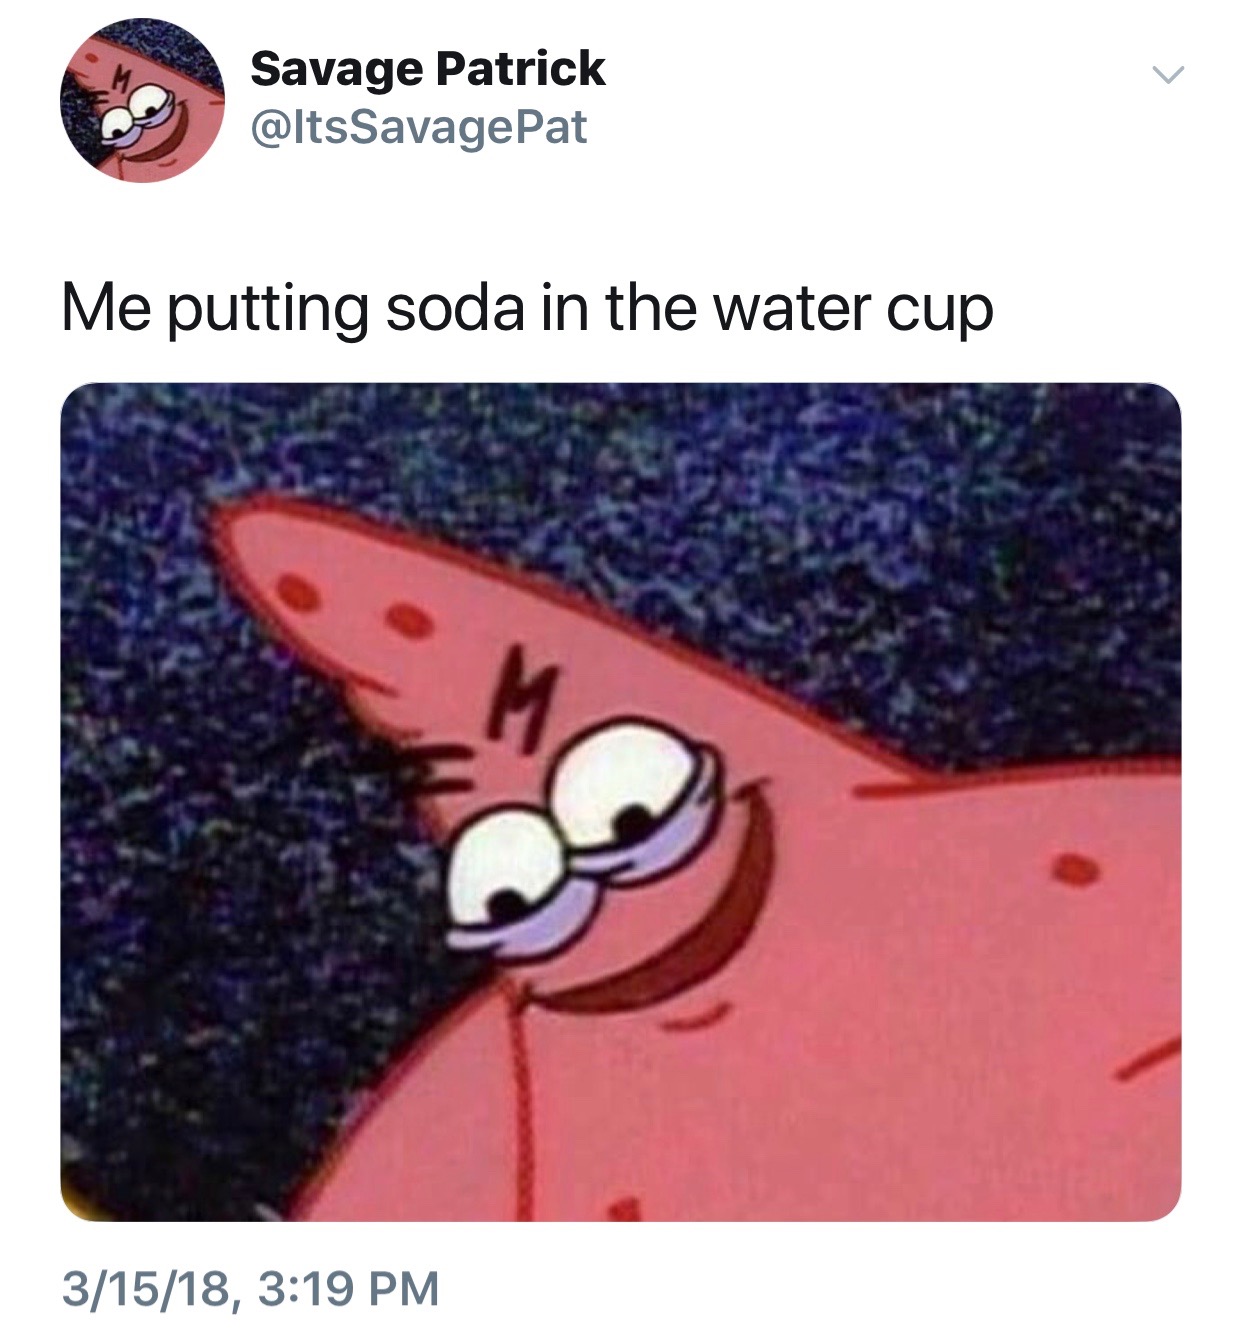 Savage Patrick
@ItsSavagePat
Me putting soda in the water cup
3/15/18, 3:19 PM